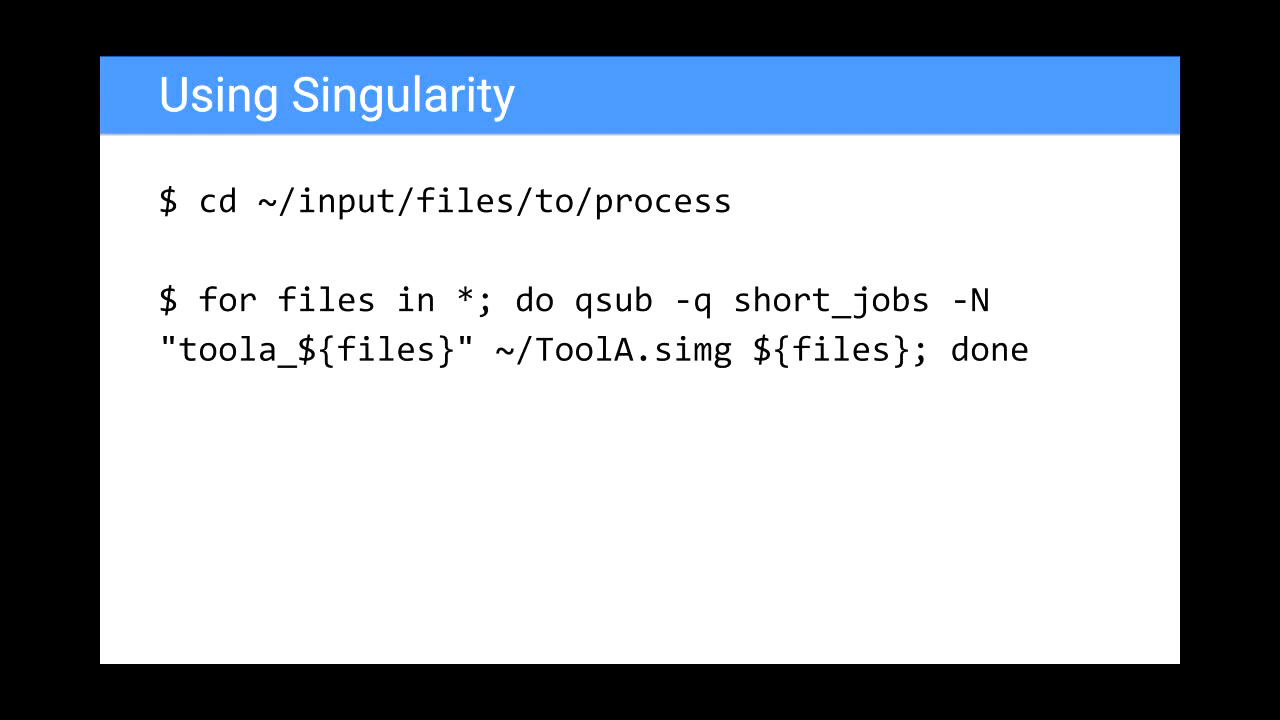 Using Singularity
$ cd ~/input/files/to/process
$ for files in *; do qsub -q short_jobs -N
"toola_${files}" ~/ToolA.simg ${files}; done